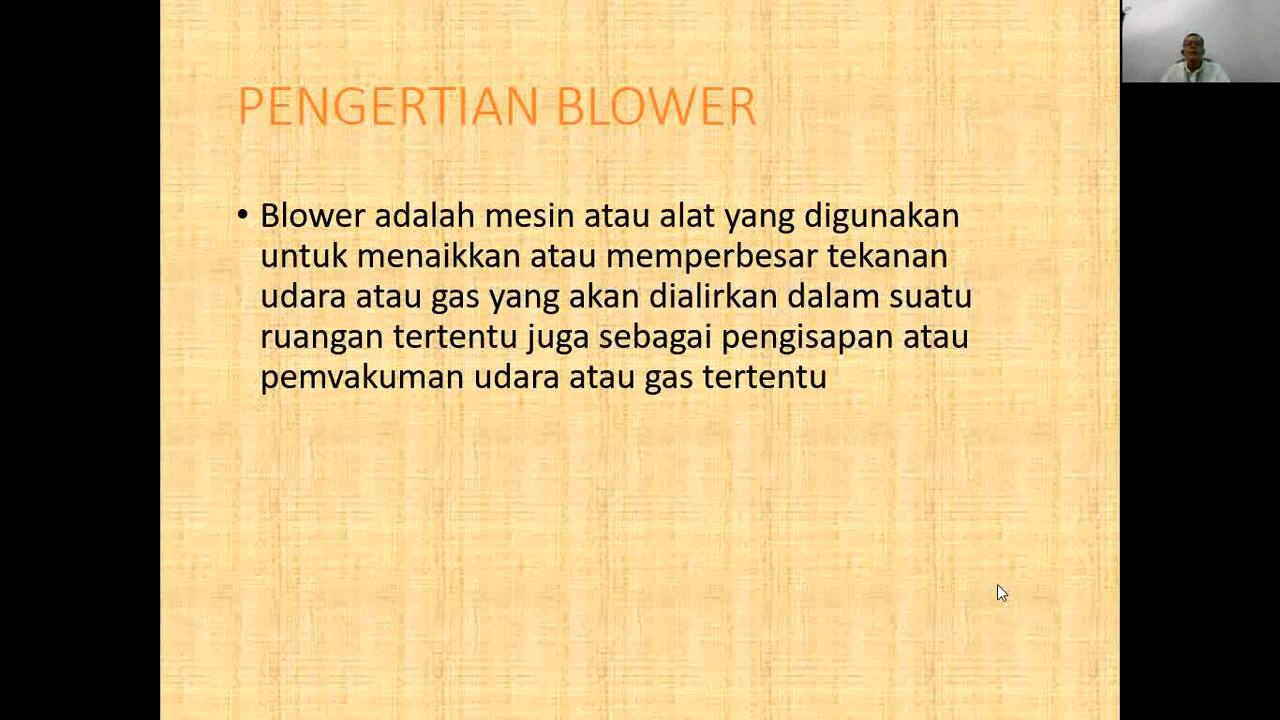 PENGERTIAN BLOWER
• Blower adalah mesin atau alat yang digunakan
untuk menaikkan atau memperbesar tekanan
udara atau gas yang akan dialirkan dalam suatu
ruangan tertentu juga sebagai pengisapan atau
pemvakuman udara atau gas tertentu